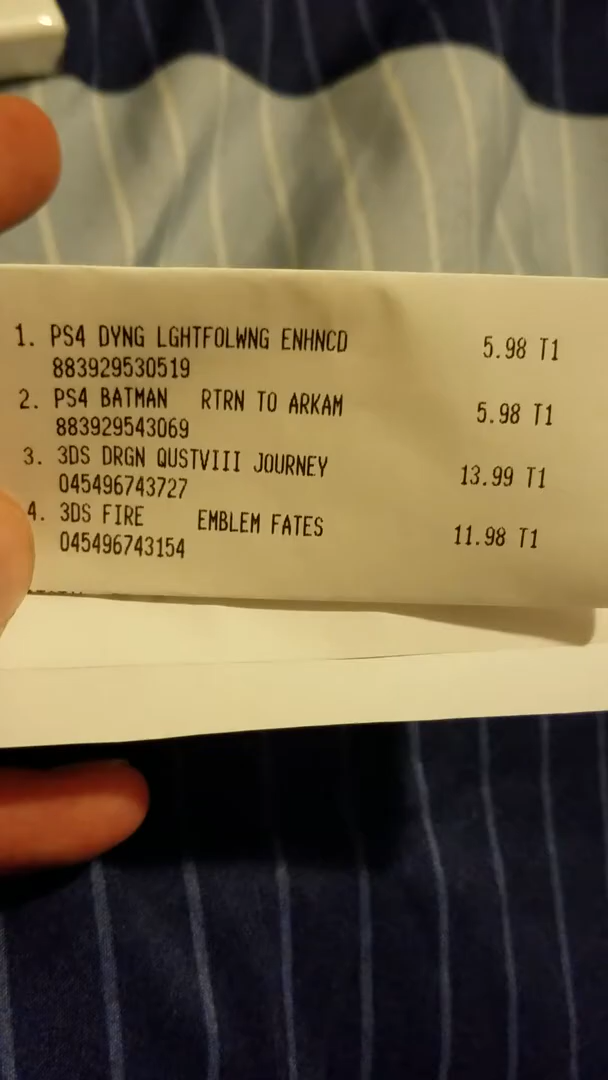 1. PS4 DYNG LGHTFOLWNG ENHNCD 5.98 T1
883929530519
2. PS4 BATMAN RTRN TO ARKAM 5.98 T1
883929543069
3. 3DS DRGN QUSTVIII JOURNEY 13.99 T1
045496743727
4. 3DS FIRE EMBLEM FATES 11.98 T1
045496743154